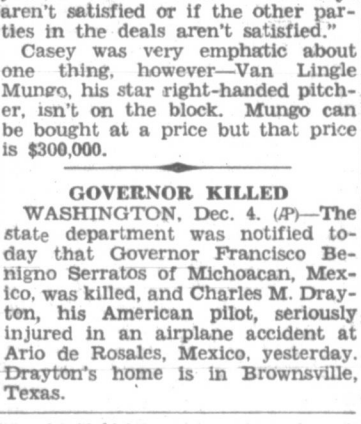 aren't satisfied or if the other par-
ties in the deals aren't satisfied."
Casey was very emphatic about
one thing, however—Van Lingle
Mungo, his star right-handed pitch-
er, isn't on the block. Mungo can
be bought at a price but that price
is $300,000.
GOVERNOR KILLED
WASHINGTON, Dec. 4. (AP)—The
state department was notified to-
day that Governor Francisco Be-
nigno Serratos of Michoacan, Mex-
ico, was killed, and Charles M. Dray-
ton, his American pilot, seriously
injured in an airplane accident at
Ario de Rosales, Mexico, yesterday.
Drayton's home is in Brownsville,
Texas.